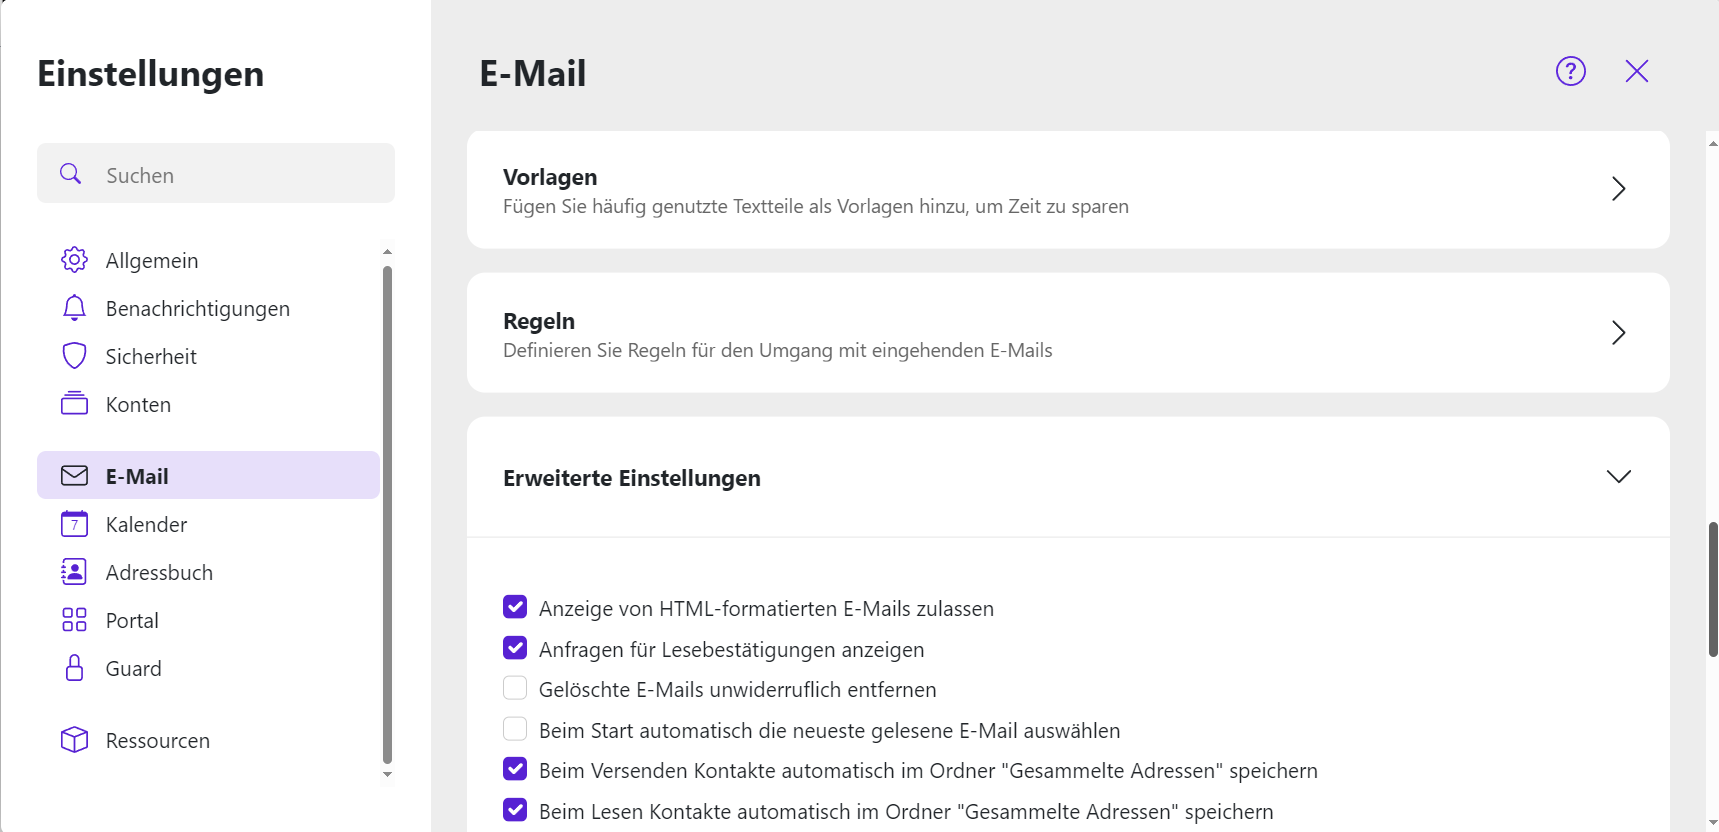 Einstellungen
Suchen
Allgemein
Benachrichtigungen
Sicherheit
Konten
E-Mail
7
Kalender
Adressbuch
Portal
Guard
Ressourcen
E-Mail
?
Vorlagen
Fügen Sie häufig genutzte Textteile als Vorlagen hinzu, um Zeit zu sparen
Regeln
Definieren Sie Regeln für den Umgang mit eingehenden E-Mails
Erweiterte Einstellungen
Anzeige von HTML-formatierten E-Mails zulassen
Anfragen für Lesebestätigungen anzeigen
Gelöschte E-Mails unwiderruflich entfernen
Beim Start automatisch die neueste gelesene E-Mail auswählen
Beim Versenden Kontakte automatisch im Ordner "Gesammelte Adressen" speichern
Beim Lesen Kontakte automatisch im Ordner "Gesammelte Adressen" speichern